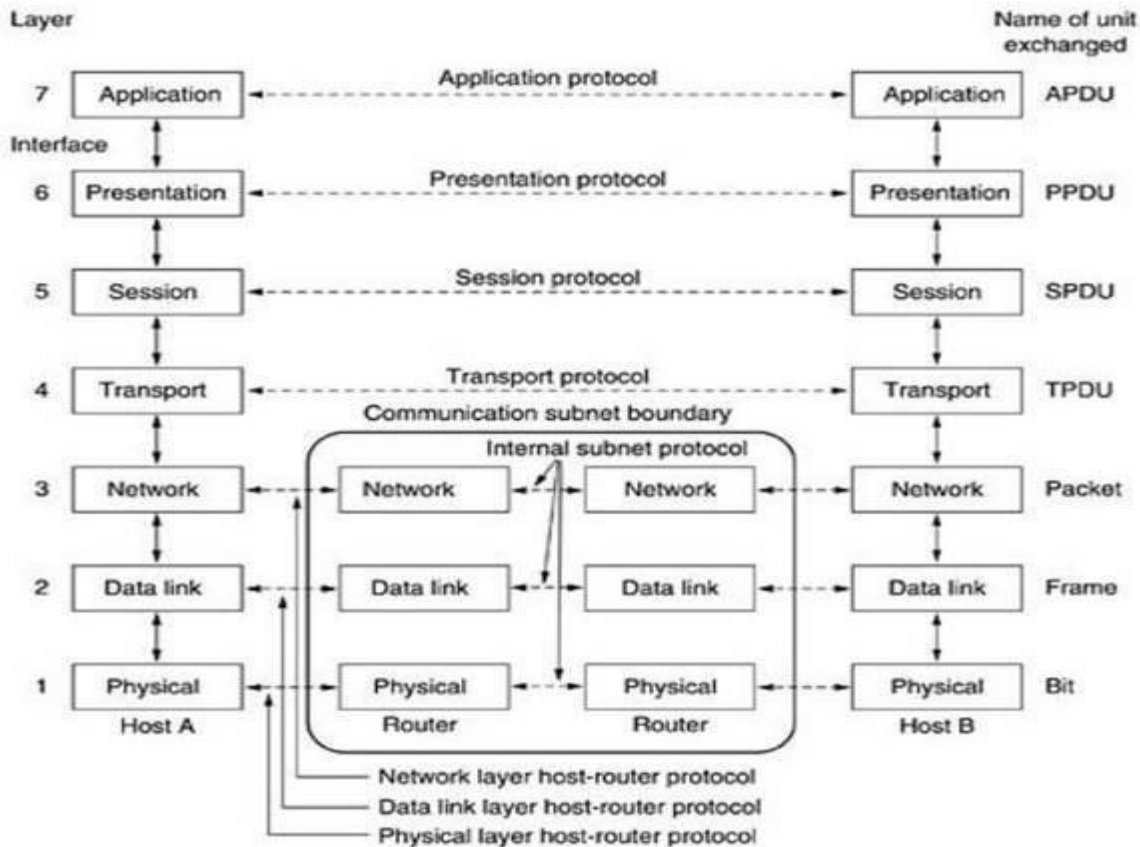 Layer
Name of unit
exchanged
Application protocol
7 Application Application APDU
Interface
Presentation protocol
6 Presentation Presentation PPDU
Session protocol
5 Session Session SPDU
Transport protocol
4 Transport Transport TPDU
Communication subnet boundary
Internal subnet protocol
3 Network Network Network Network Packet
2 Data link Data link Data link Data link Frame
1 Physical Physical Physical Physical Bit
Host A Router Router Host B
Network layer host-router protocol
Data link layer host-router protocol
Physical layer host-router protocol